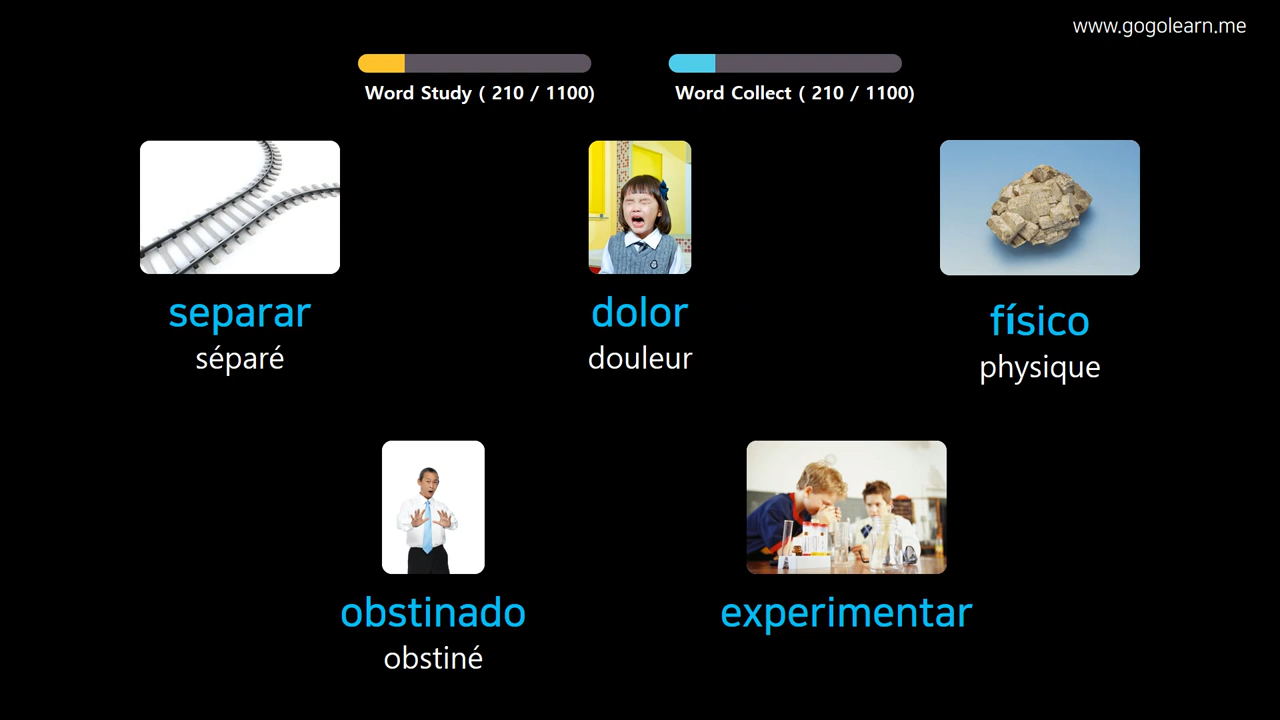 www.gogolearn.me
Word Study ( 210 / 1100)
Word Collect ( 210 / 1100)
separar
séparé
dolor
douleur
físico
physique
obstinado
obstiné
experimentar